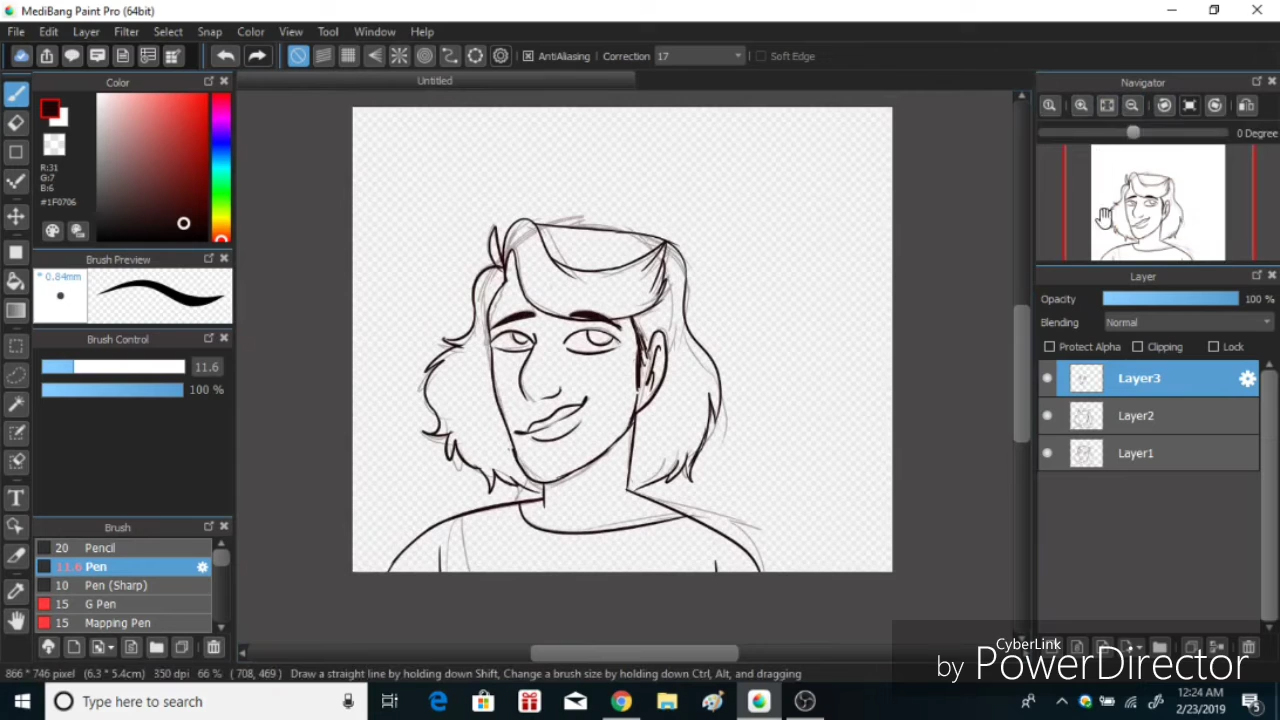 MediBang Paint Pro (64bit)
File Edit Layer Filter Select Snap Color View Tool Window Help
AntiAliasing Correction 17 Soft Edge
Color
Untitled
Navigator
0 Degree
R:31
G:7
B:6
#1F0706
Brush Preview
* 0.84mm
Brush Control
11.6
100 %
Layer
Opacity 100 %
Blending Normal
Protect Alpha Clipping Lock
Layer3
Layer2
Layer1
Brush
20 Pencil
11.6 Pen
10 Pen (Sharp)
15 G Pen
15 Mapping Pen
866 * 746 pixel (6.3 * 5.4cm) 350 dpi 66 % ( 708, 469 ) Draw a straight line by holding down Shift, Change a brush size by holding down Ctrl, Alt, and dragging
CyberLink
by PowerDirector
Type here to search
12:24 AM
2/23/2019
5